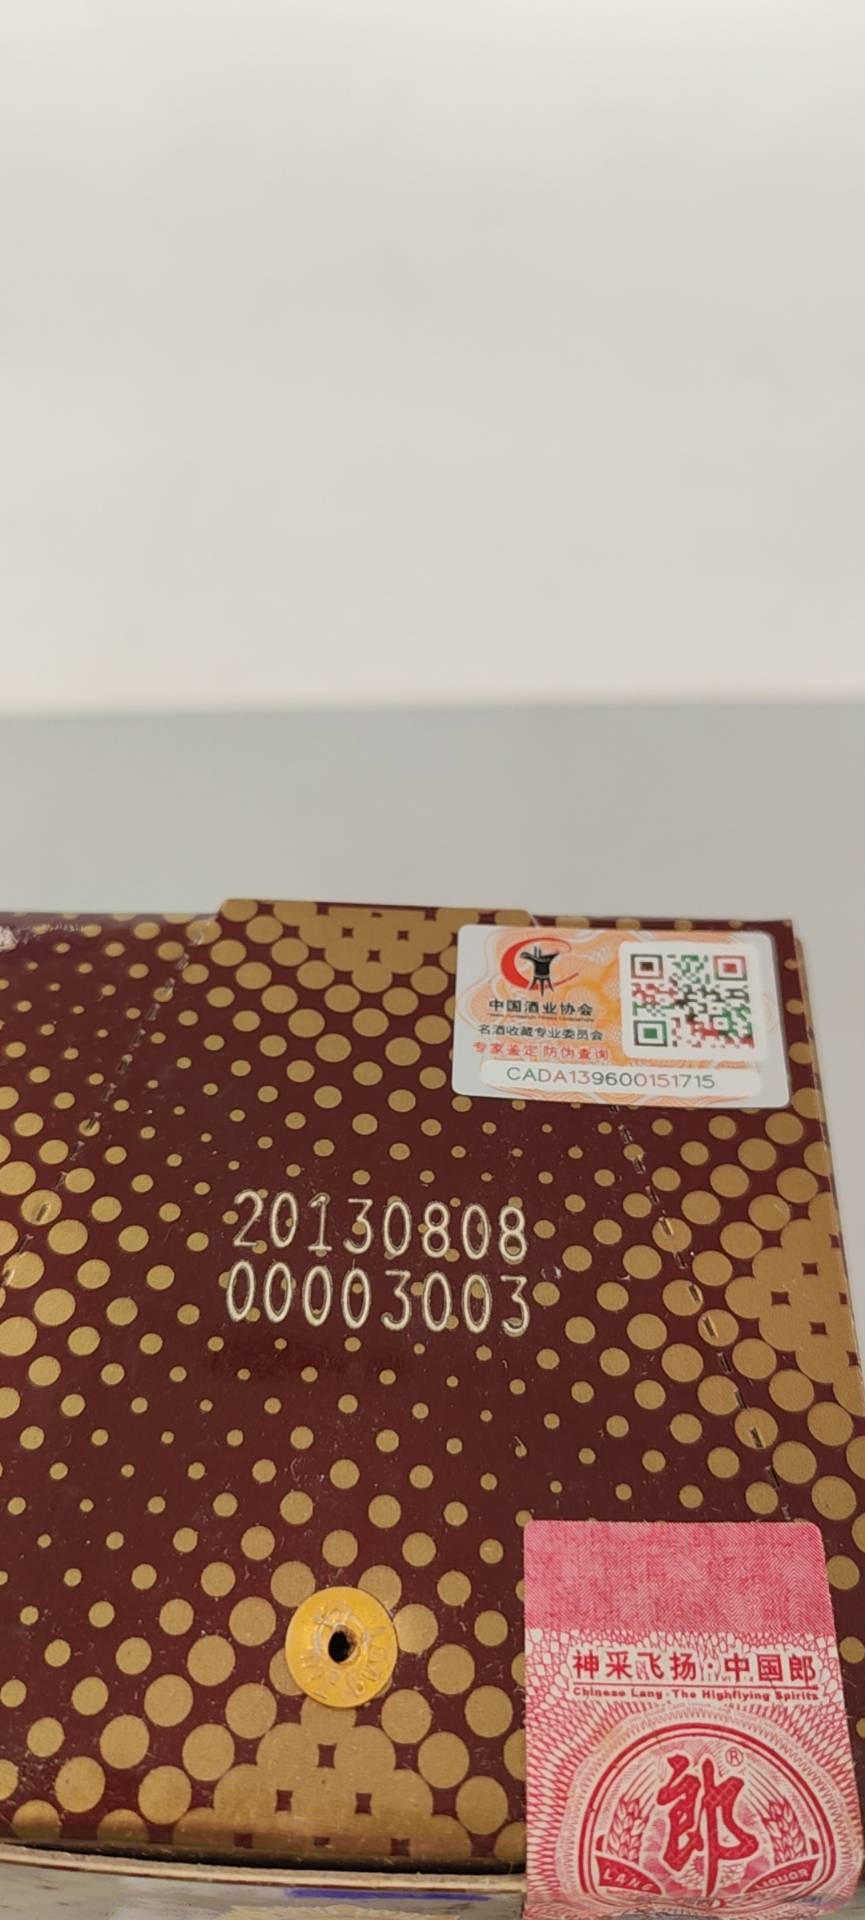 中国酒业协会
名酒收藏专业委员会
专家鉴定 防伪查询
CADA139600151715
20130808
00003003
神采飞扬·中国郎
Chinese Lang·The Highflying Spirits
郎®
LANG LIQUOR